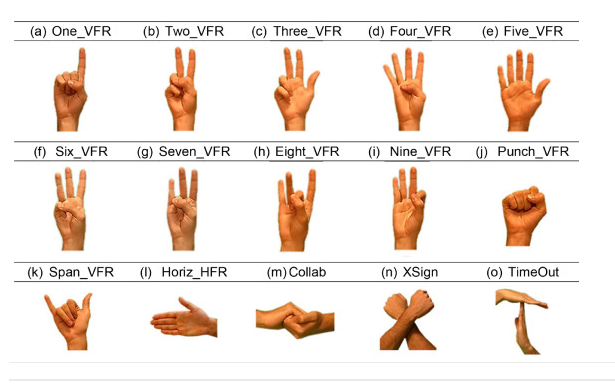 (a) One_VFR (b) Two_VFR (c) Three_VFR (d) Four_VFR (e) Five_VFR
(f) Six_VFR (g) Seven_VFR (h) Eight_VFR (i) Nine_VFR (j) Punch_VFR
(k) Span_VFR (l) Horiz_HFR (m) Collab (n) XSign (o) TimeOut